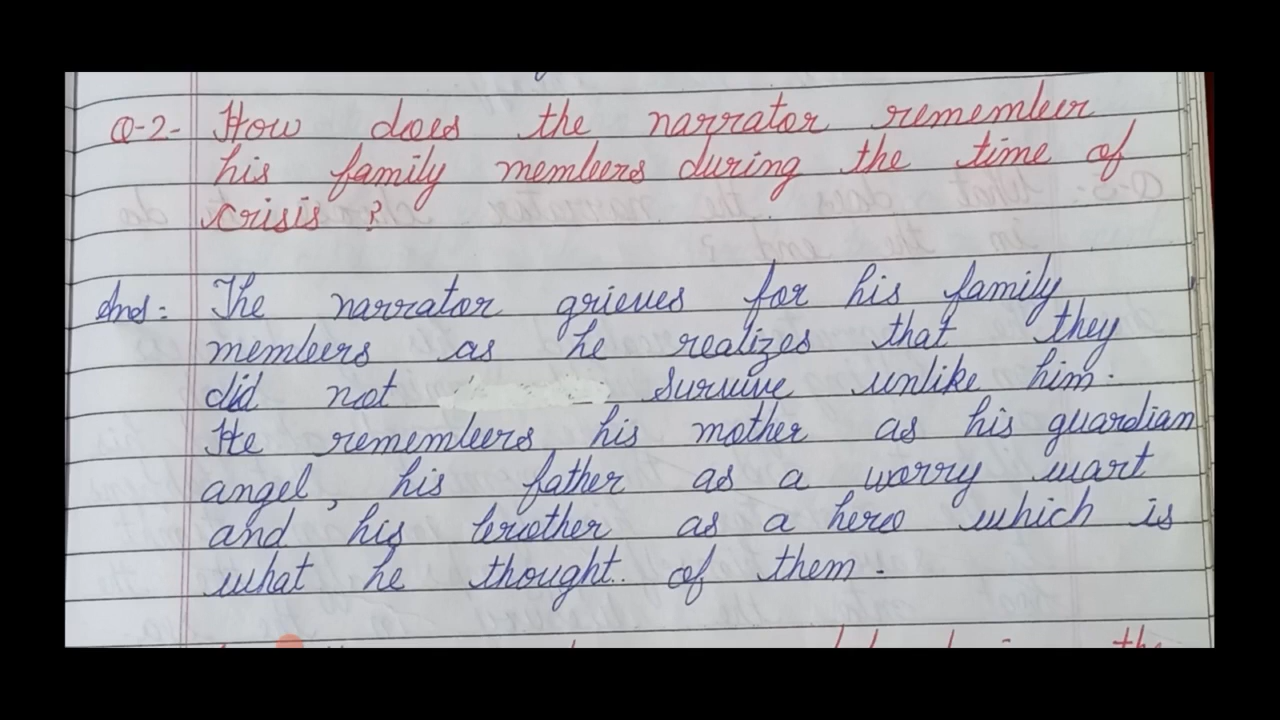 Q-2- How does the narrator remember
his family members during the time of
crisis ?
Ans: The narrator grieves for his family
members as he realizes that they
did not survive unlike him.
He remembers his mother as his guardian
angel, his father as a worry wart
and his brother as a hero which is
what he thought. of them.
the